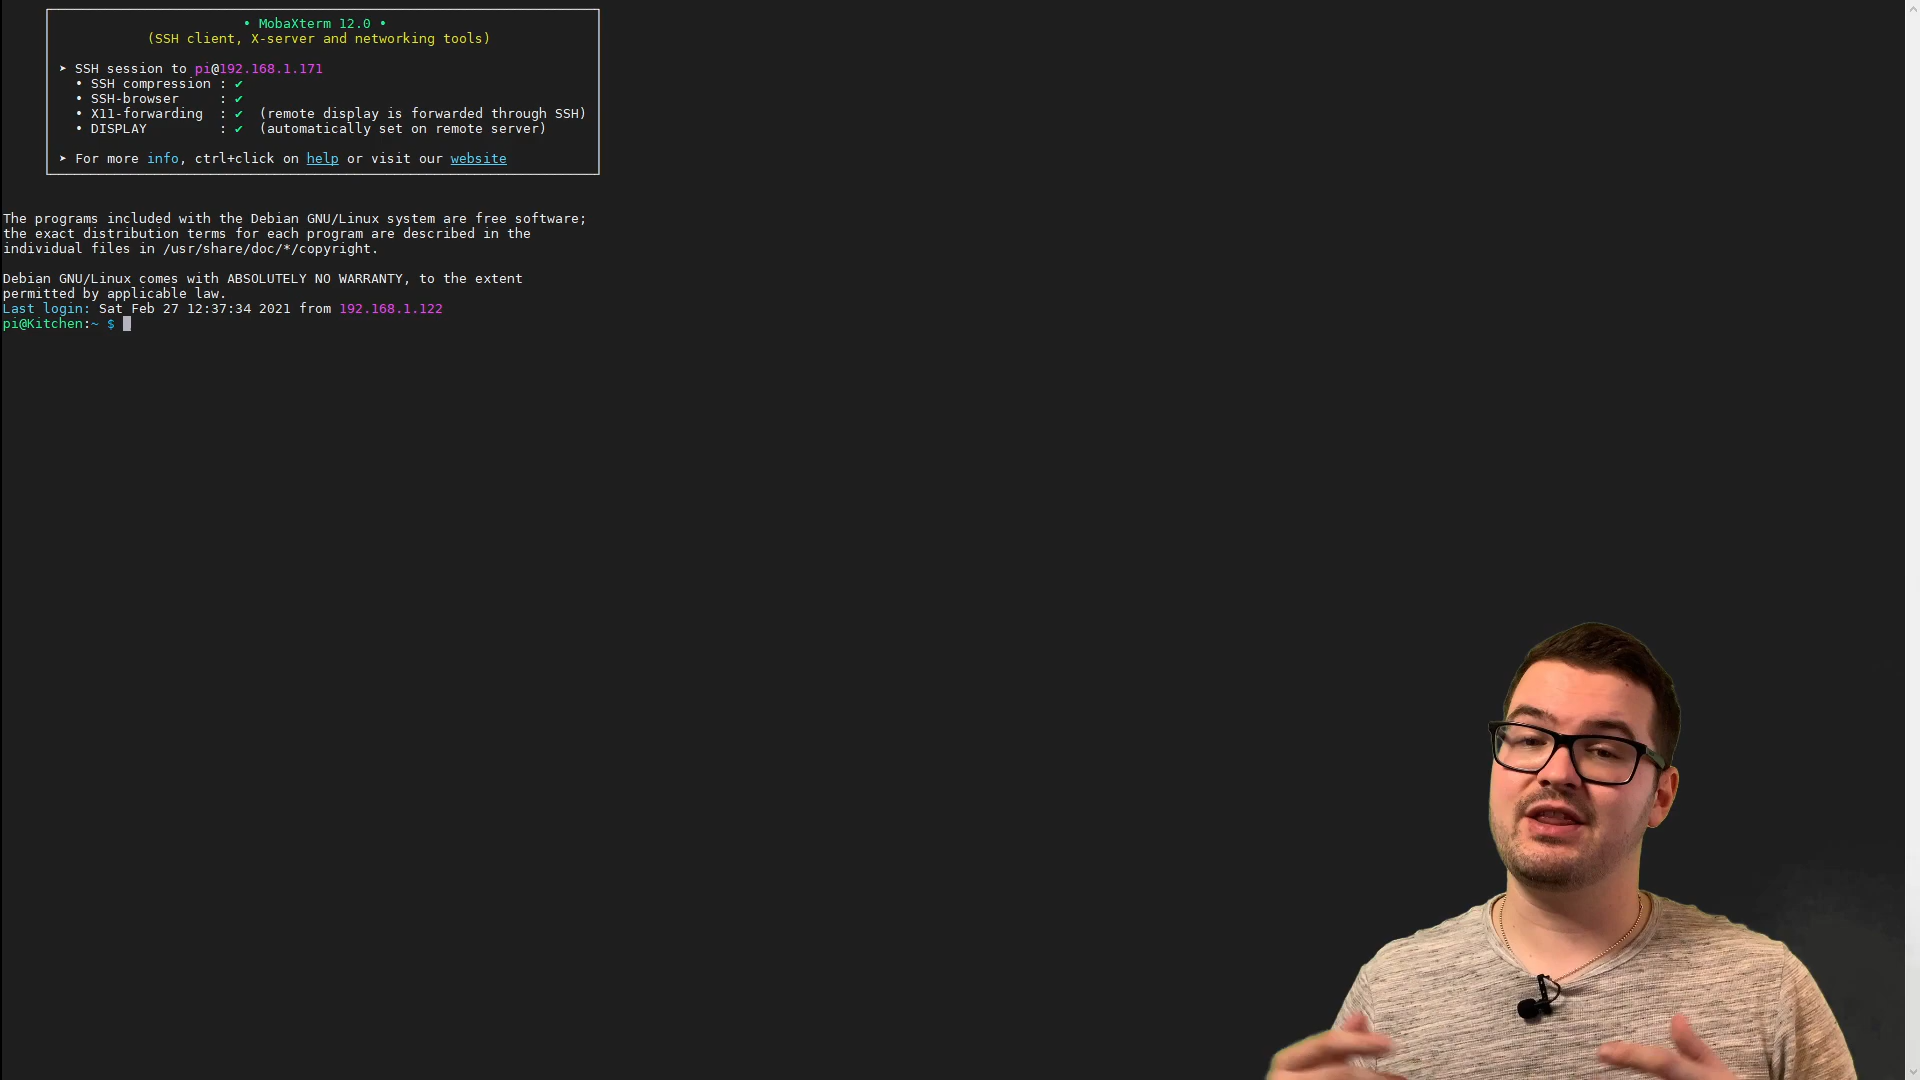 • MobaXterm 12.0 •
(SSH client, X-server and networking tools)
➤ SSH session to pi@192.168.1.171
• SSH compression : ✔
• SSH-browser : ✔
• X11-forwarding : ✔ (remote display is forwarded through SSH)
• DISPLAY : ✔ (automatically set on remote server)
➤ For more info, ctrl+click on help or visit our website
The programs included with the Debian GNU/Linux system are free software;
the exact distribution terms for each program are described in the
individual files in /usr/share/doc/*/copyright.
Debian GNU/Linux comes with ABSOLUTELY NO WARRANTY, to the extent
permitted by applicable law.
Last login: Sat Feb 27 12:37:34 2021 from 192.168.1.122
pi@Kitchen:~ $